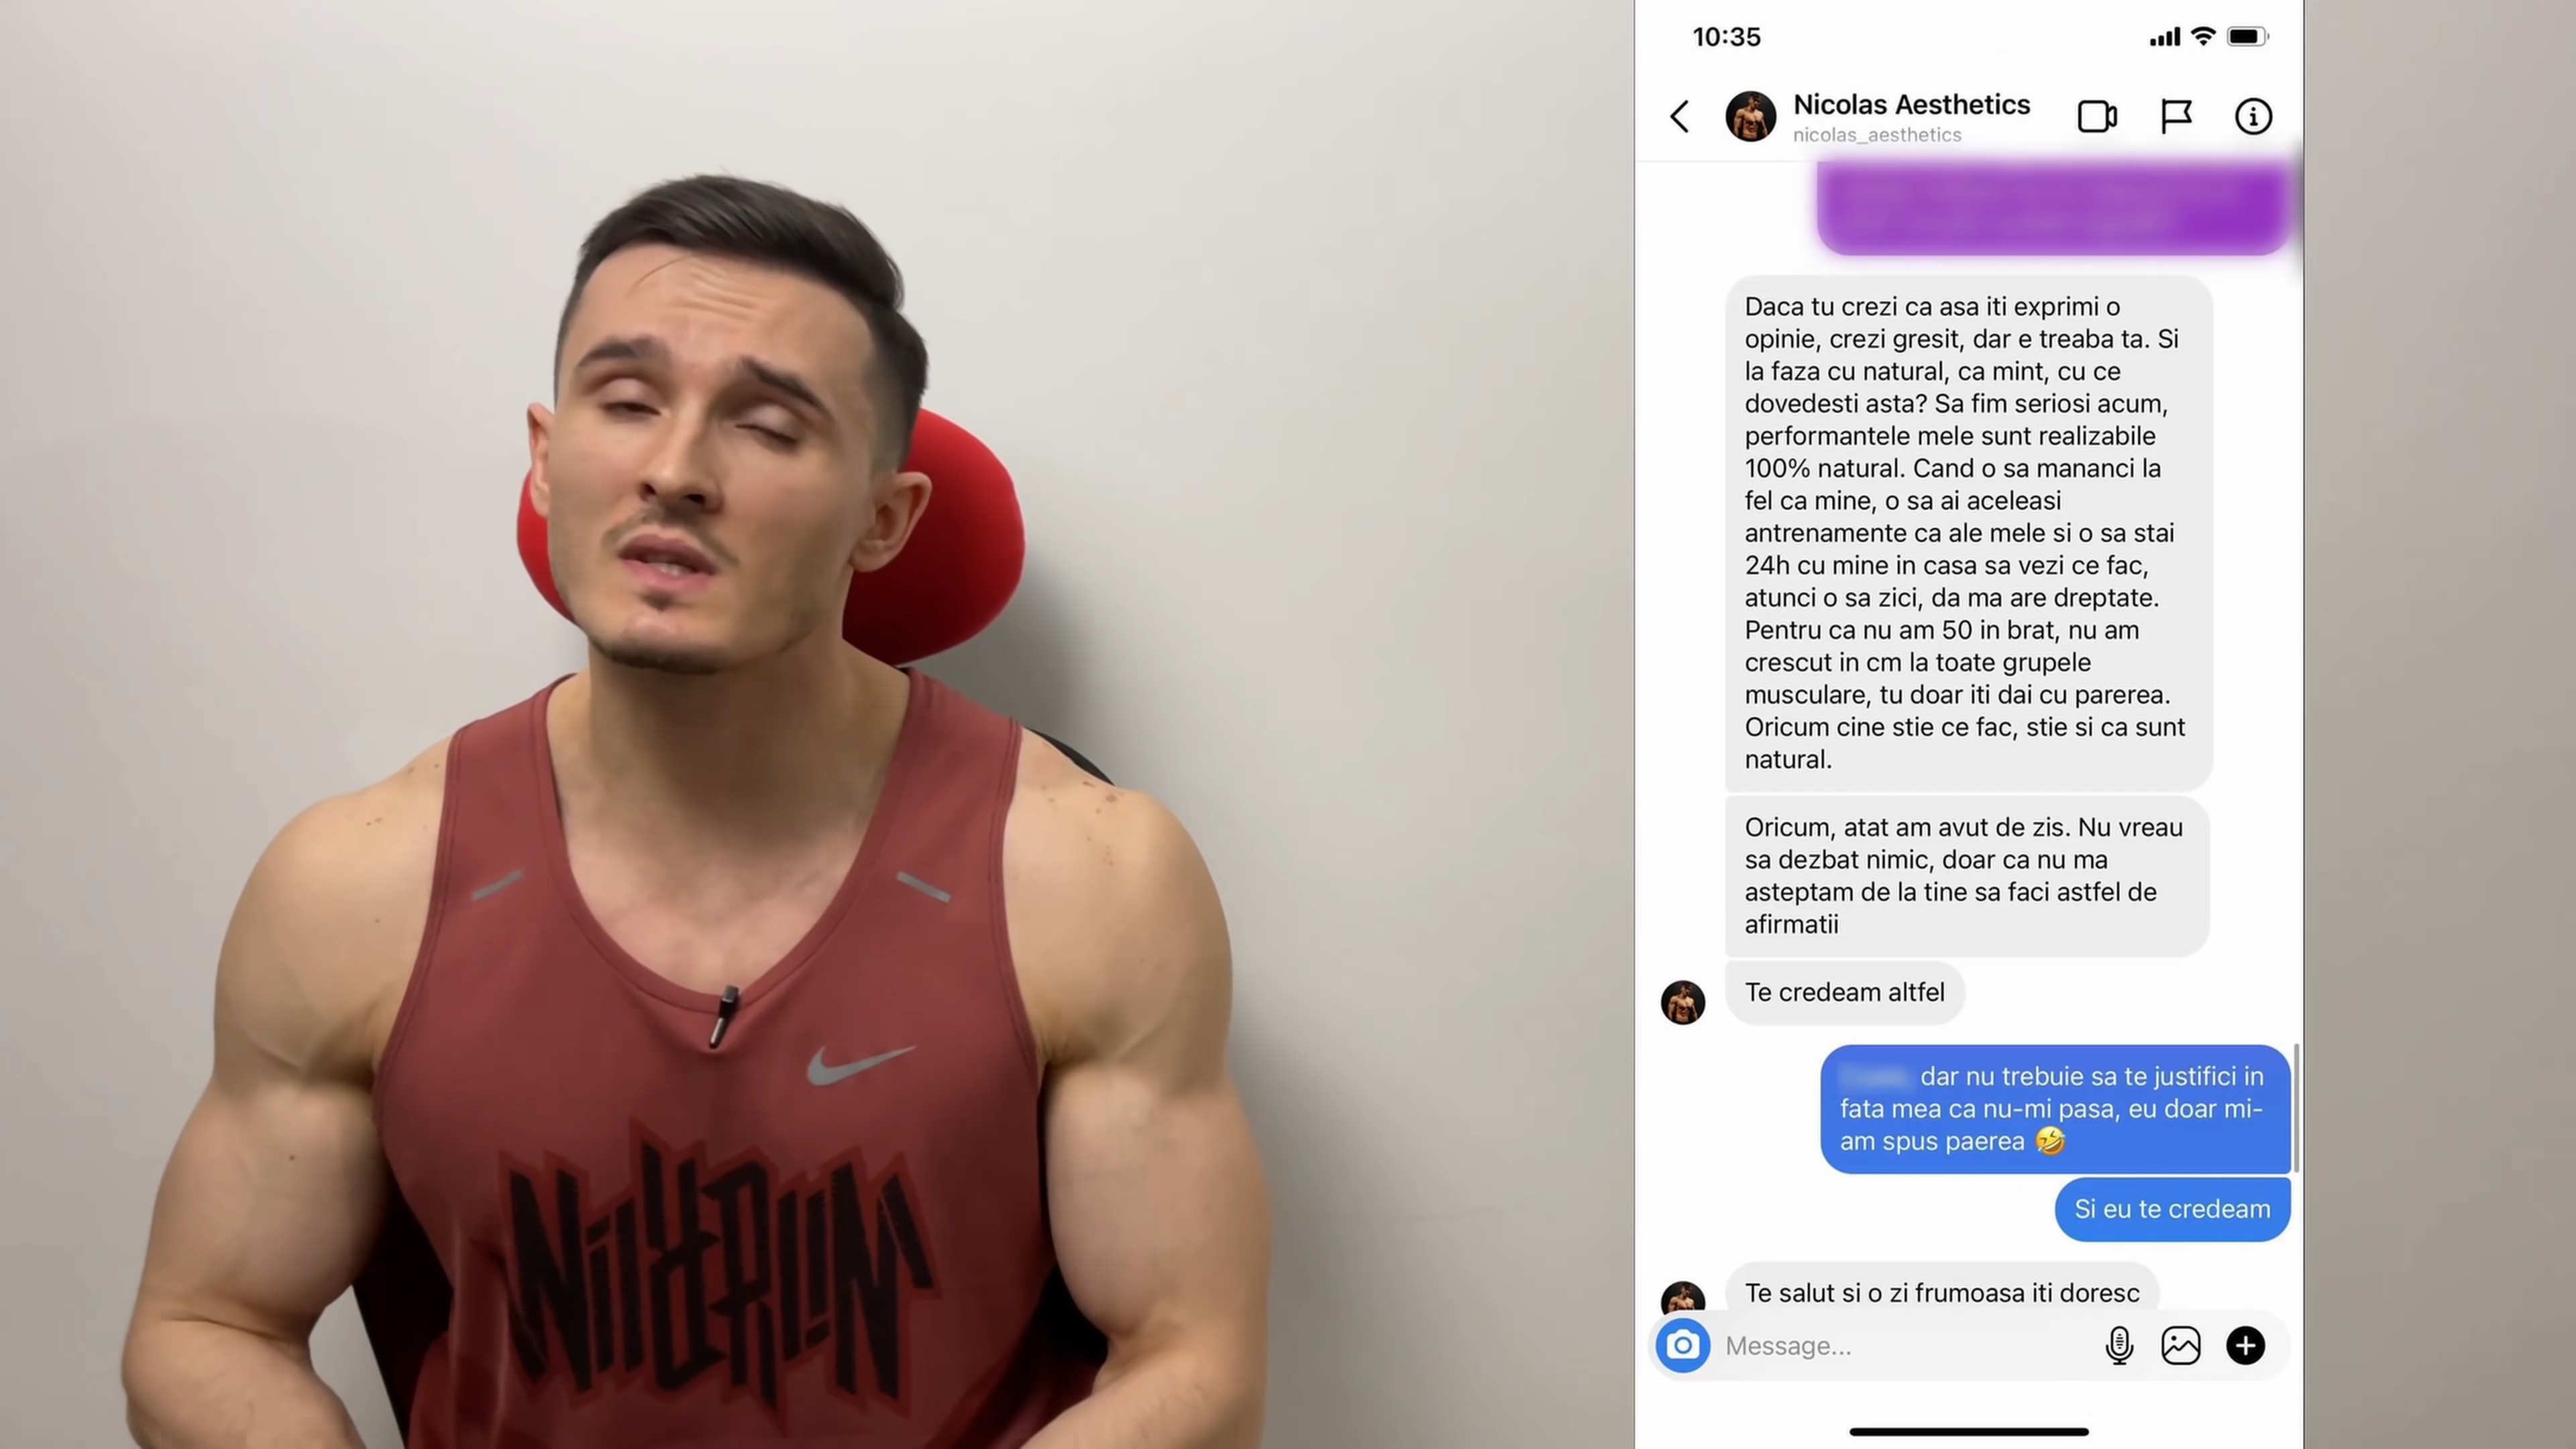 10:35
Nicolas Aesthetics
nicolas_aesthetics
Daca tu crezi ca asa iti exprimi o
opinie, crezi gresit, dar e treaba ta. Si
la faza cu natural, ca mint, cu ce
dovedesti asta? Sa fim seriosi acum,
performantele mele sunt realizabile
100% natural. Cand o sa mananci la
fel ca mine, o sa ai aceleasi
antrenamente ca ale mele si o sa stai
24h cu mine in casa sa vezi ce fac,
atunci o sa zici, da ma are dreptate.
Pentru ca nu am 50 in brat, nu am
crescut in cm la toate grupele
musculare, tu doar iti dai cu parerea.
Oricum cine stie ce fac, stie si ca sunt
natural.
Oricum, atat am avut de zis. Nu vreau
sa dezbat nimic, doar ca nu ma
asteptam de la tine sa faci astfel de
afirmatii
Te credeam altfel
dar nu trebuie sa te justifici in
fata mea ca nu-mi pasa, eu doar mi-
am spus paerea 🤣
Si eu te credeam
Te salut si o zi frumoasa iti doresc
Message...